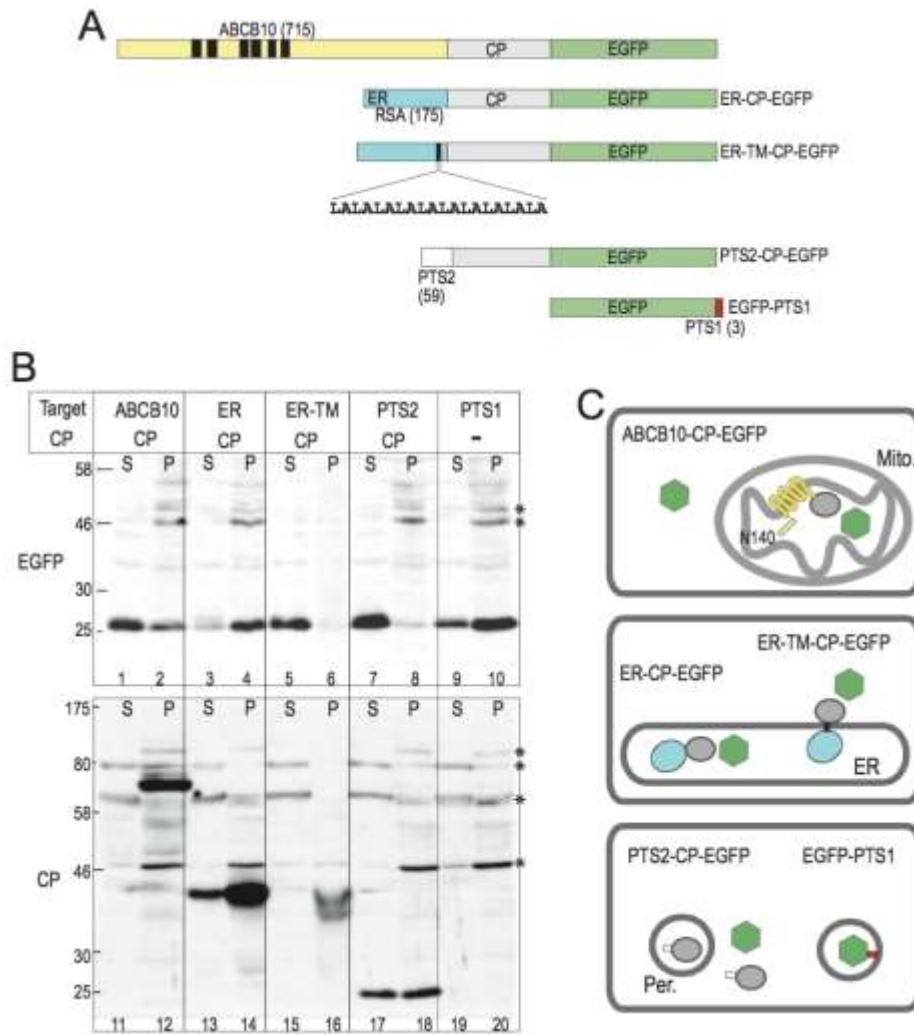 A
ABCB10 (715)
CP
EGFP
ER
CP
EGFP
ER-CP-EGFP
RSA (175)
EGFP
ER-TM-CP-EGFP
LALALALALALALALALALA
EGFP
PTS2-CP-EGFP
PTS2
(59)
EGFP
EGFP-PTS1
PTS1 (3)
B
Target ABCB10 ER ER-TM PTS2 PTS1
CP CP CP CP CP -
S P S P S P S P S P
58
*
46 *
EGFP
30
25
1 2 3 4 5 6 7 8 9 10
175 S P S P S P S P S P
*
80 *
*
58
46 *
CP
30
25
11 12 13 14 15 16 17 18 19 20
C
ABCB10-CP-EGFP
Mito.
N140
ER-TM-CP-EGFP
ER-CP-EGFP
ER
PTS2-CP-EGFP EGFP-PTS1
Per.